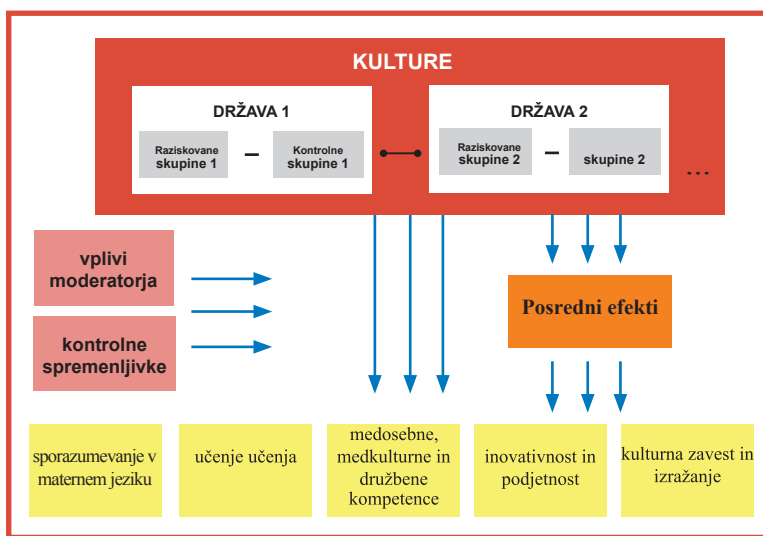 KULTURE
DRŽAVA 1
Raziskovane
skupine 1
–
Kontrolne
skupine 1
DRŽAVA 2
Raziskovane
skupine 2
–
skupine 2
...
vplivi
moderatorja
kontrolne
spremenljivke
Posredni efekti
sporazumevanje v
maternem jeziku
učenje učenja
medosebne,
medkulturne in
družbene
kompetence
inovativnost in
podjetnost
kulturna zavest in
izražanje